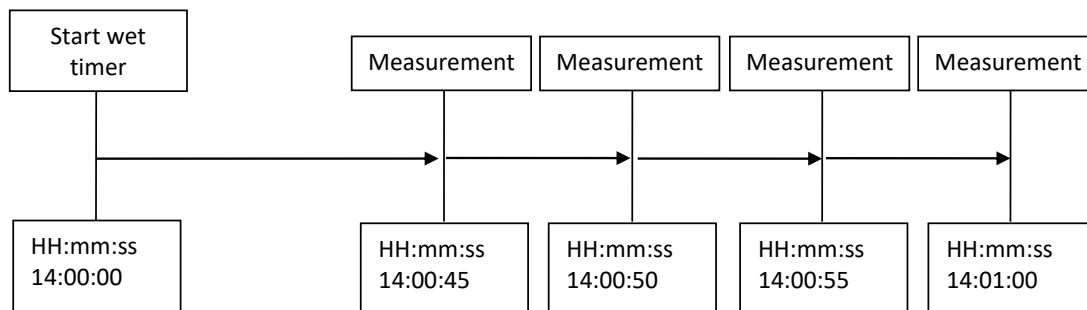 Start wet
timer
Measurement
Measurement
Measurement
Measurement
HH:mm:ss
14:00:00
HH:mm:ss
14:00:45
HH:mm:ss
14:00:50
HH:mm:ss
14:00:55
HH:mm:ss
14:01:00